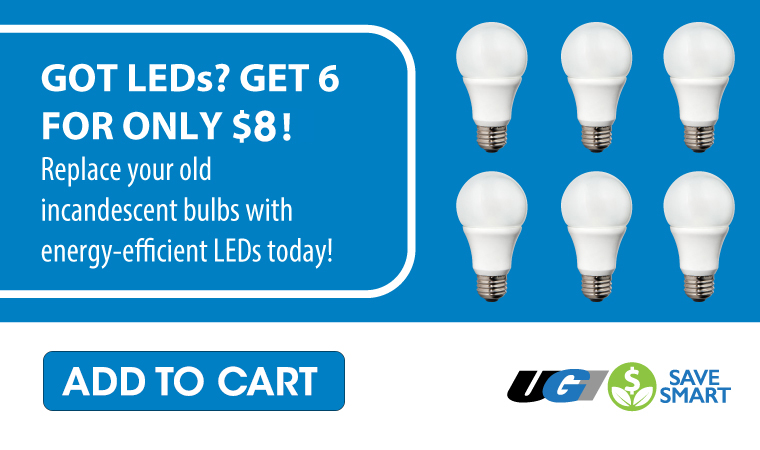 GOT LEDs? GET 6
FOR ONLY $8!
Replace your old
incandescent bulbs with
energy-efficient LEDs today!
ADD TO CART
UGI
$
SAVE
SMART